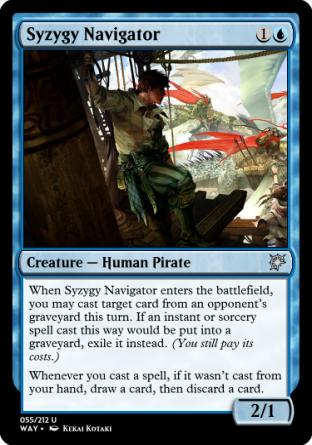 Syzygy Navigator 1
Creature — Human Pirate
When Syzygy Navigator enters the battlefield,
you may cast target card from an opponent's
graveyard this turn. If an instant or sorcery
spell cast this way would be put into a
graveyard, exile it instead. (You still pay its
costs.)
Whenever you cast a spell, if it wasn't cast from
your hand, draw a card, then discard a card.
2/1
055/212 U
WAY • Kekai Kotaki